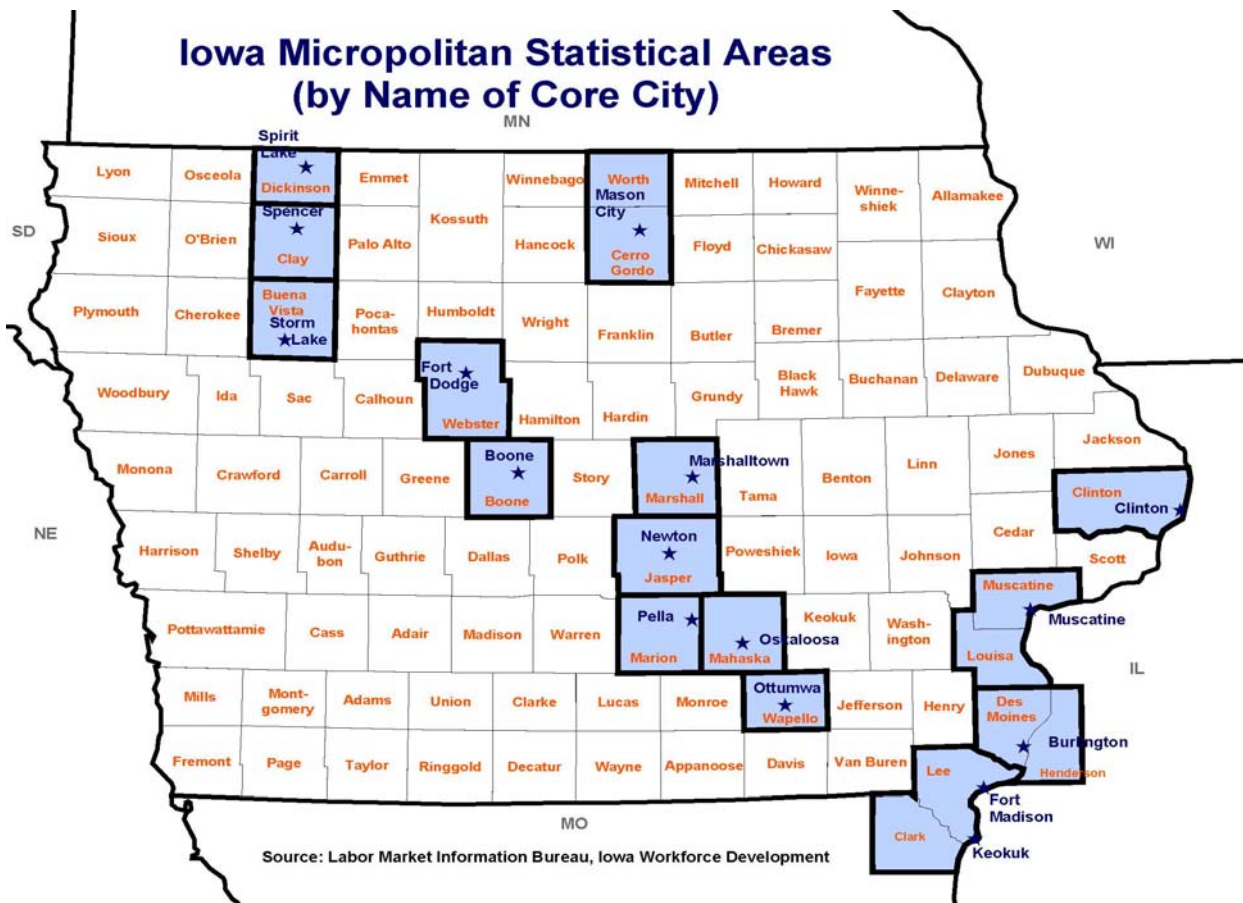 Iowa Micropolitan Statistical Areas
(by Name of Core City)
MN
Spirit
Lake
Lyon
Osceola
Dickinson
Emmet
Kossuth
Winnebago
Worth
Mason
City
Mitchell
Howard
Winne-
shiek
Allamakee
SD
WI
Sioux
O'Brien
Spencer
Clay
Palo Alto
Hancock
Cerro
Gordo
Floyd
Chickasaw
Fayette
Clayton
Plymouth
Cherokee
Buena
Vista
Storm
Lake
Poca-
hontas
Humboldt
Wright
Franklin
Butler
Bremer
Woodbury
Ida
Sac
Calhoun
Fort
Dodge
Webster
Hamilton
Hardin
Grundy
Black
Hawk
Buchanan
Delaware
Dubuque
Monona
Crawford
Carroll
Greene
Boone
Boone
Story
Marshalltown
Marshall
Tama
Benton
Linn
Jones
Jackson
Clinton
Clinton
NE
Harrison
Shelby
Audu-
bon
Guthrie
Dallas
Polk
Newton
Jasper
Poweshiek
Iowa
Johnson
Cedar
Scott
Muscatine
Muscatine
Pottawattamie
Cass
Adair
Madison
Warren
Pella
Marion
Oskaloosa
Mahaska
Keokuk
Wash-
ington
Louisa
IL
Mills
Mont-
gomery
Adams
Union
Clarke
Lucas
Monroe
Ottumwa
Wapello
Jefferson
Henry
Des
Moines
Burlington
Henderson
Fremont
Page
Taylor
Ringgold
Decatur
Wayne
Appanoose
Davis
Van Buren
Lee
Fort
Madison
MO
Clark
Keokuk
Source: Labor Market Information Bureau, Iowa Workforce Development